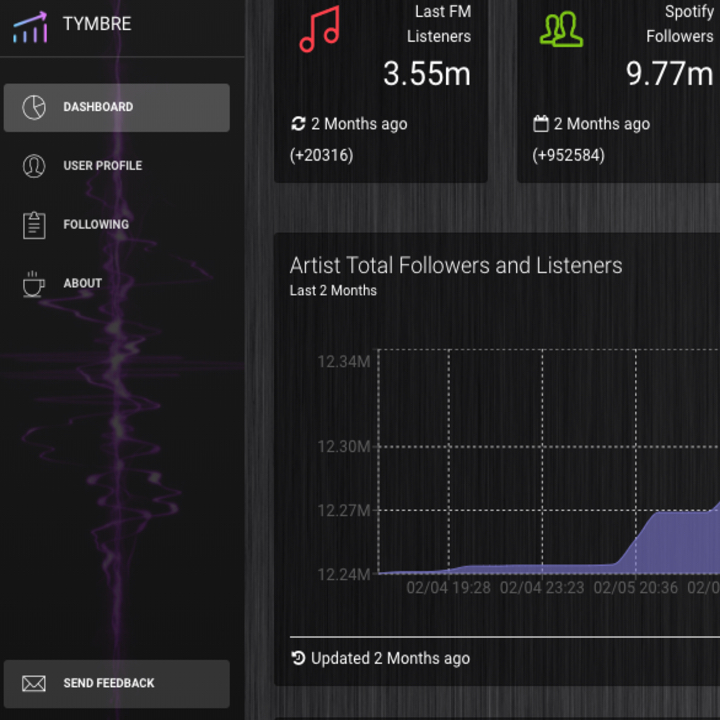 TYMBRE
DASHBOARD
USER PROFILE
FOLLOWING
ABOUT
SEND FEEDBACK
Last FM
Listeners
3.55m
2 Months ago
(+20316)
Spotify
Followers
9.77m
2 Months ago
(+952584)
Artist Total Followers and Listeners
Last 2 Months
12.34M
12.30M
12.27M
12.24M
02/04 19:28 02/04 23:23 02/05 20:36 02/0
Updated 2 Months ago